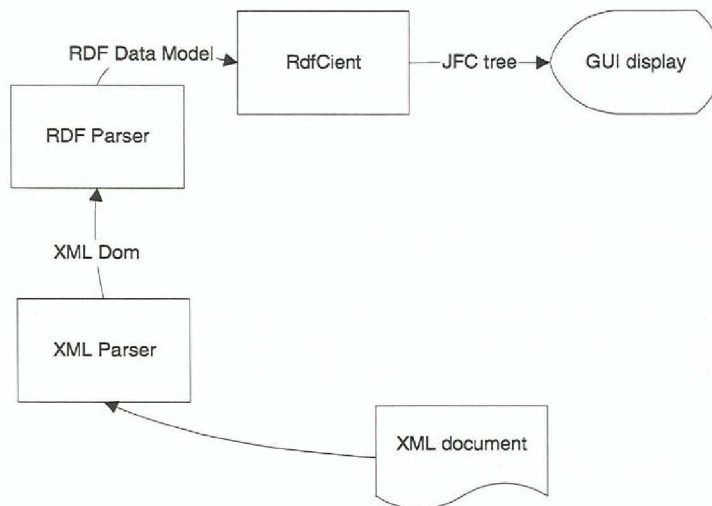 RDF Data Model
RdfCient
JFC tree
GUI display
RDF Parser
XML Dom
XML Parser
XML document